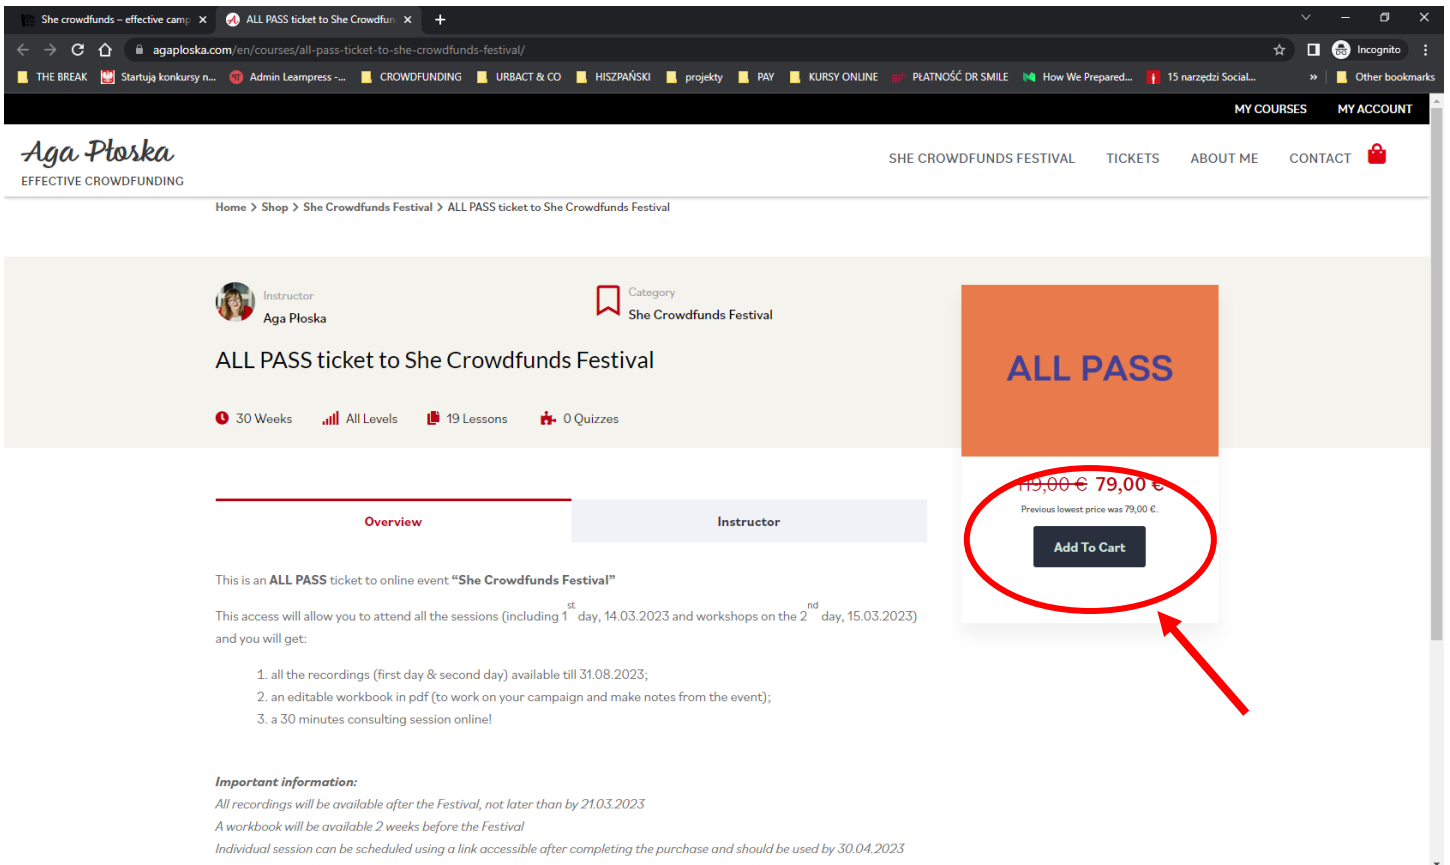 She crowdfunds – effective camp
ALL PASS ticket to She Crowdfun
agaploska.com/en/courses/all-pass-ticket-to-she-crowdfunds-festival/
Incognito
THE BREAK
Startują konkursy n...
Admin Learnpress -...
CROWDFUNDING
URBACT & CO
HISZPAŃSKI
projekty
PAY
KURSY ONLINE
PŁATNOŚĆ DR SMILE
How We Prepared...
15 narzędzi Social...
»
Other bookmarks
MY COURSES MY ACCOUNT
Aga Płoska
EFFECTIVE CROWDFUNDING
SHE CROWDFUNDS FESTIVAL TICKETS ABOUT ME CONTACT
Home > Shop > She Crowdfunds Festival > ALL PASS ticket to She Crowdfunds Festival
Instructor
Aga Płoska
Category
She Crowdfunds Festival
ALL PASS ticket to She Crowdfunds Festival
30 Weeks All Levels 19 Lessons 0 Quizzes
ALL PASS
119,00 € 79,00 €
Previous lowest price was 79,00 €.
Add To Cart
Overview
Instructor
This is an ALL PASS ticket to online event “She Crowdfunds Festival”
This access will allow you to attend all the sessions (including 1st day, 14.03.2023 and workshops on the 2nd day, 15.03.2023)
and you will get:
1. all the recordings (first day & second day) available till 31.08.2023;
2. an editable workbook in pdf (to work on your campaign and make notes from the event);
3. a 30 minutes consulting session online!
Important information:
All recordings will be available after the Festival, not later than by 21.03.2023
A workbook will be available 2 weeks before the Festival
Individual session can be scheduled using a link accessible after completing the purchase and should be used by 30.04.2023